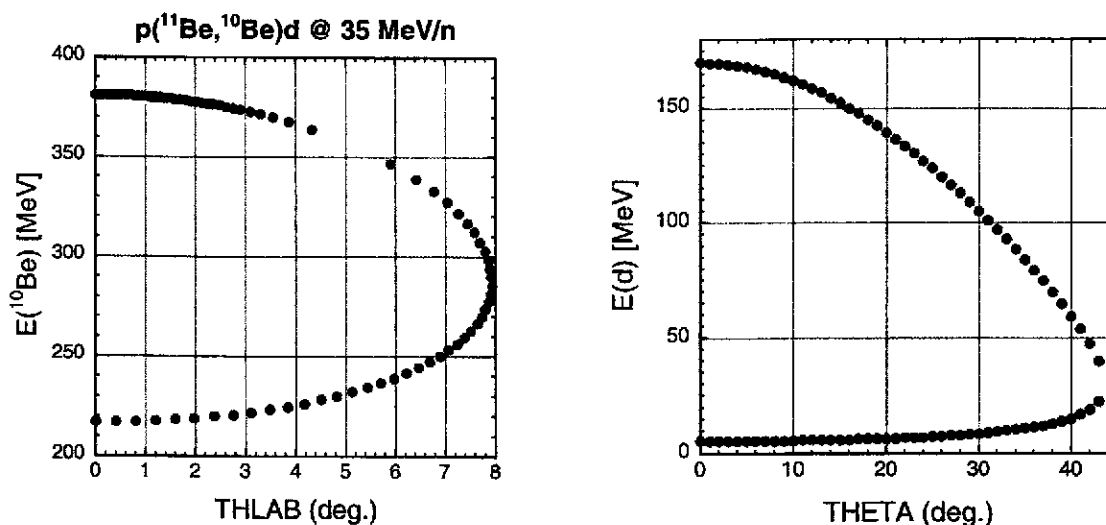 p(¹¹Be,¹⁰Be)d @ 35 MeV/n
400
350
300
250
200
E(¹⁰Be) [MeV]
0 1 2 3 4 5 6 7 8
THLAB (deg.)
150
100
50
0
E(d) [MeV]
0 10 20 30 40
THETA (deg.)